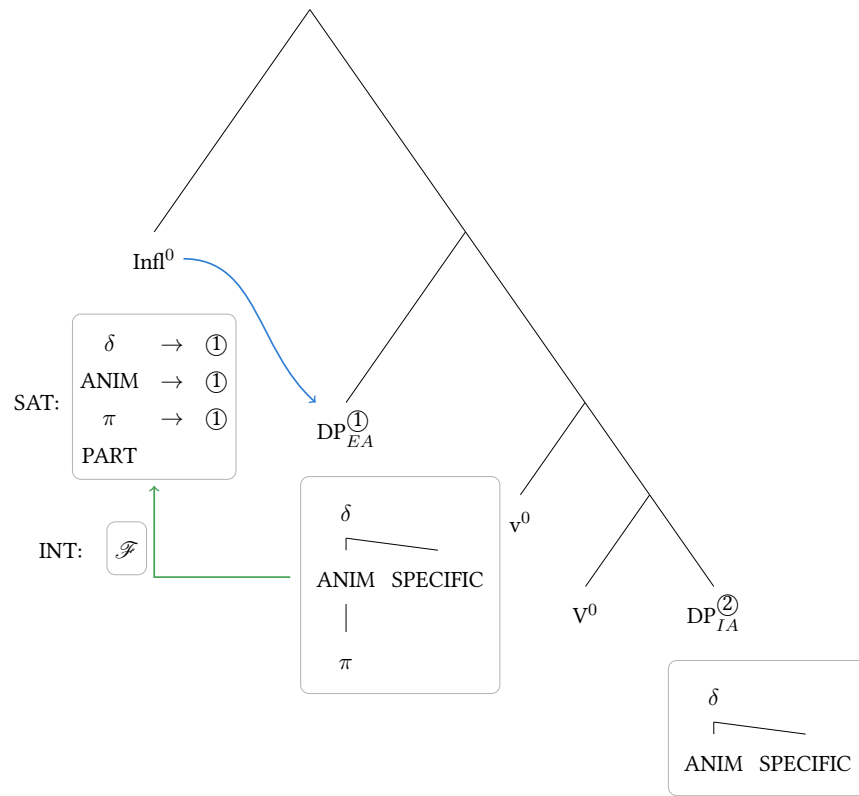 Infl⁰
SAT:
δ → ①
ANIM → ①
π → ①
PART
INT: ℱ
DP①EA
δ
ANIM SPECIFIC
π
v⁰
V⁰
DP②IA
δ
ANIM SPECIFIC